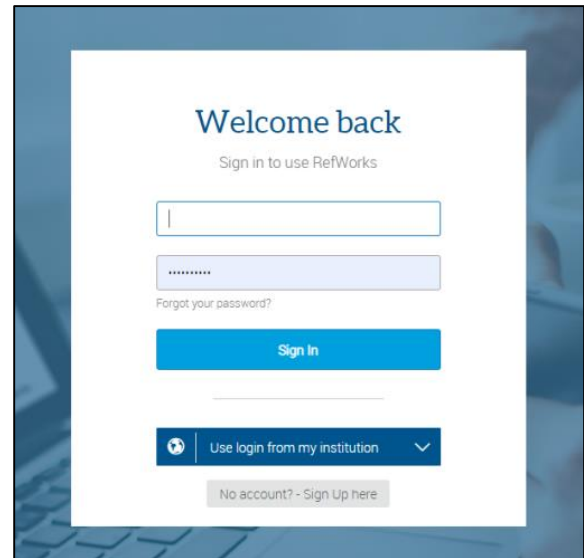 Welcome back
Sign in to use RefWorks
..........
Forgot your password?
Sign In
Use login from my institution
No account? - Sign Up here